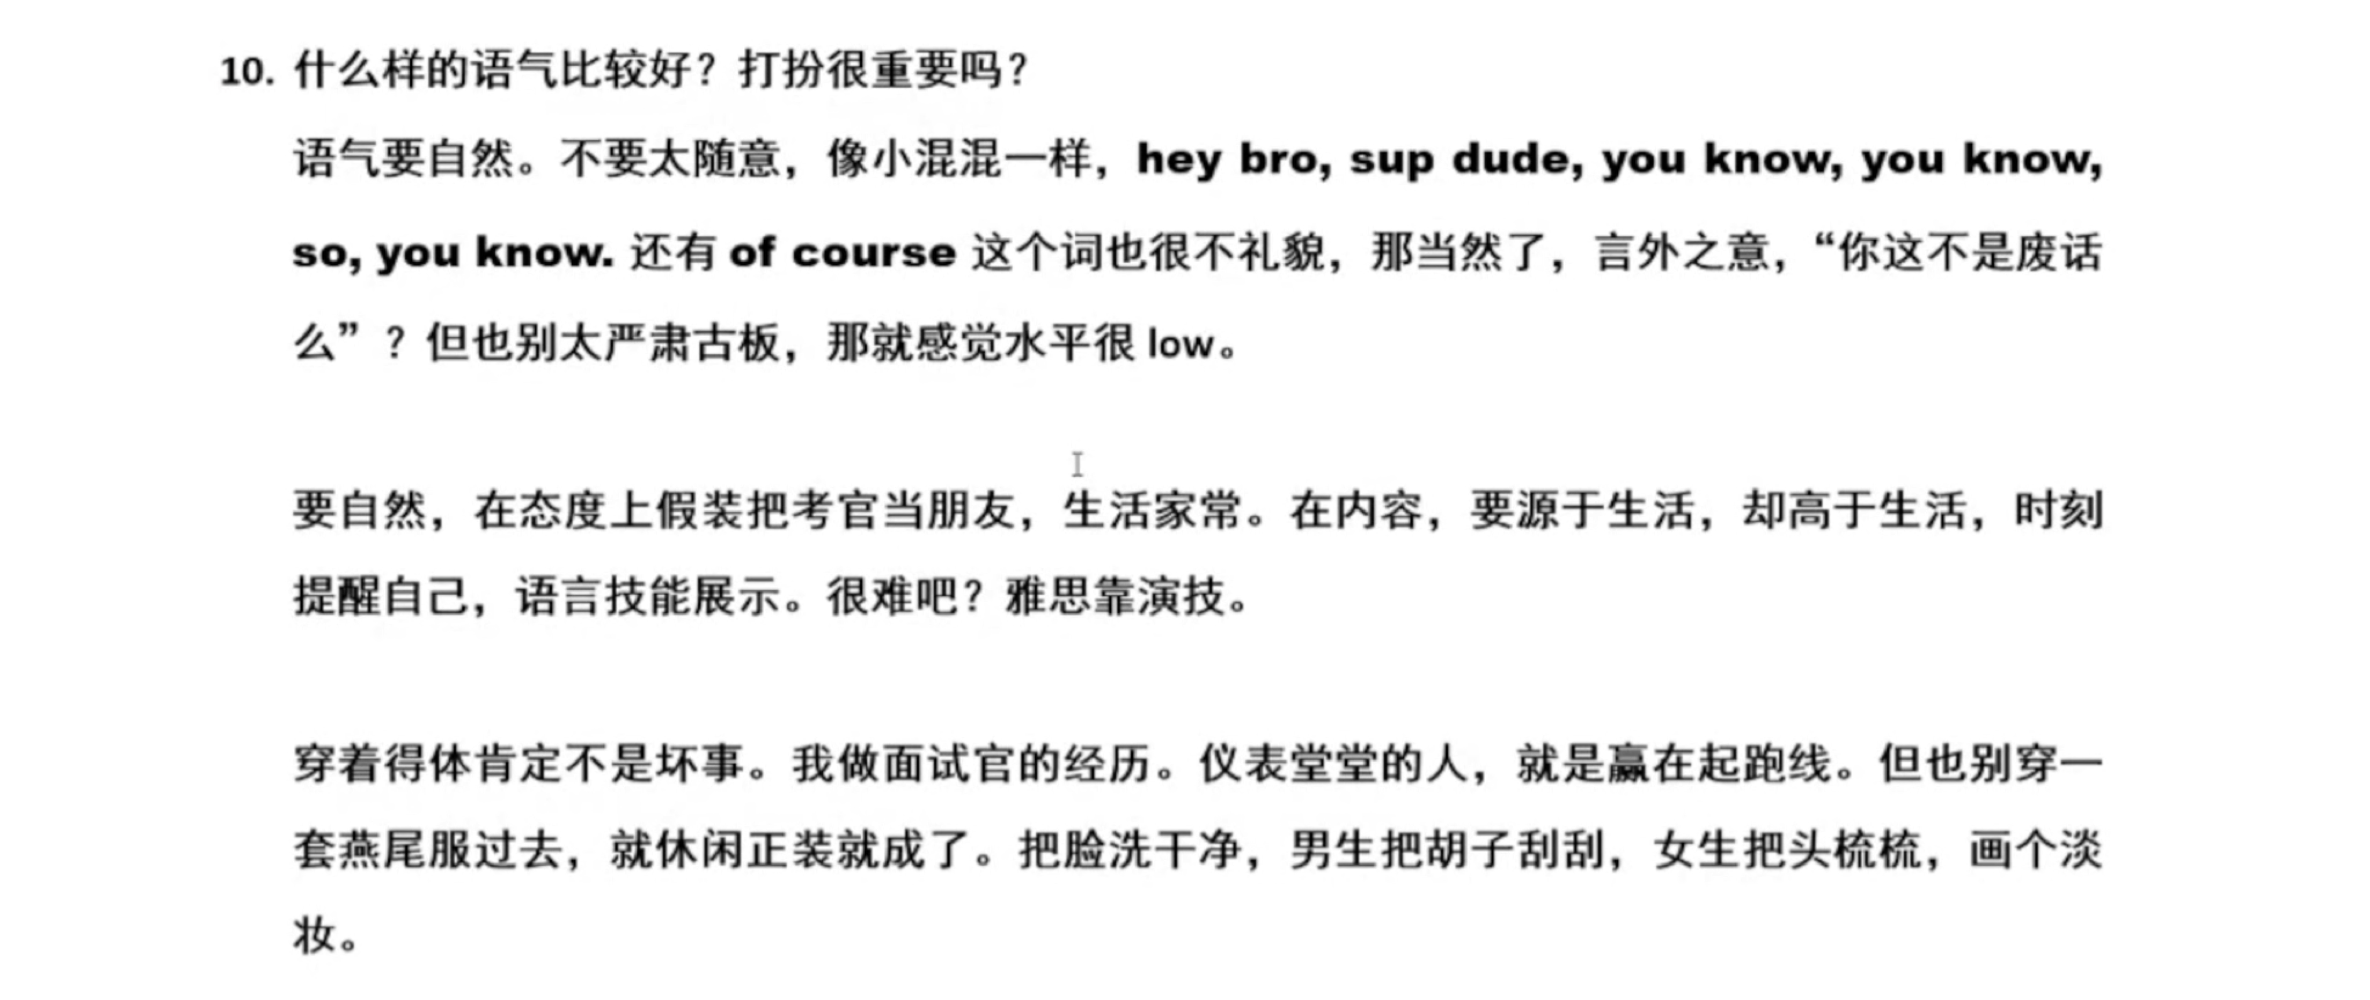 10. 什么样的语气比较好？打扮很重要吗？
语气要自然。不要太随意，像小混混一样，hey bro, sup dude, you know, you know,
so, you know. 还有 of course 这个词也很不礼貌，那当然了，言外之意，“你这不是废话
么”？但也别太严肃古板，那就感觉水平很 low。
要自然，在态度上假装把考官当朋友，生活家常。在内容，要源于生活，却高于生活，时刻
提醒自己，语言技能展示。很难吧？雅思靠演技。
穿着得体肯定不是坏事。我做面试官的经历。仪表堂堂的人，就是赢在起跑线。但也别穿一
套燕尾服过去，就休闲正装就成了。把脸洗干净，男生把胡子刮刮，女生把头梳梳，画个淡
妆。